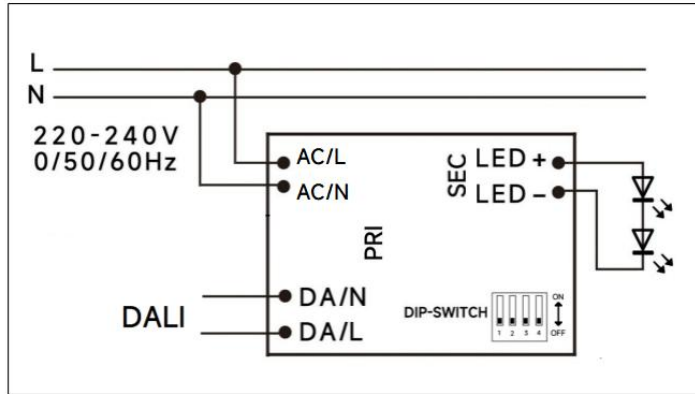 L
N
220-240V
0/50/60Hz
AC/L
AC/N
PRI
SEC
LED +
LED −
DALI
DA/N
DA/L
DIP-SWITCH
ON
OFF
1 2 3 4